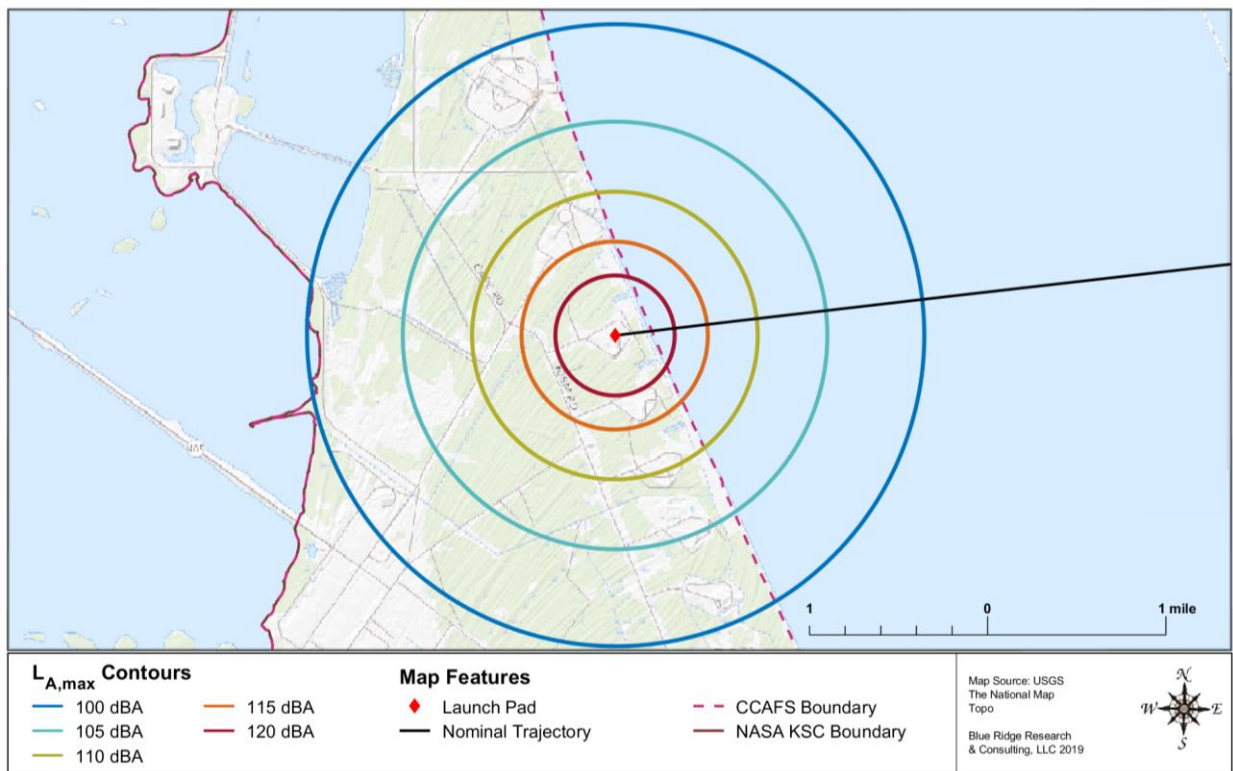 1
0
1 mile
L_A,max Contours
100 dBA
105 dBA
110 dBA
115 dBA
120 dBA
Map Features
Launch Pad
Nominal Trajectory
CCAFS Boundary
NASA KSC Boundary
Map Source: USGS
The National Map
Topo
Blue Ridge Research
& Consulting, LLC 2019
N
W
E
S